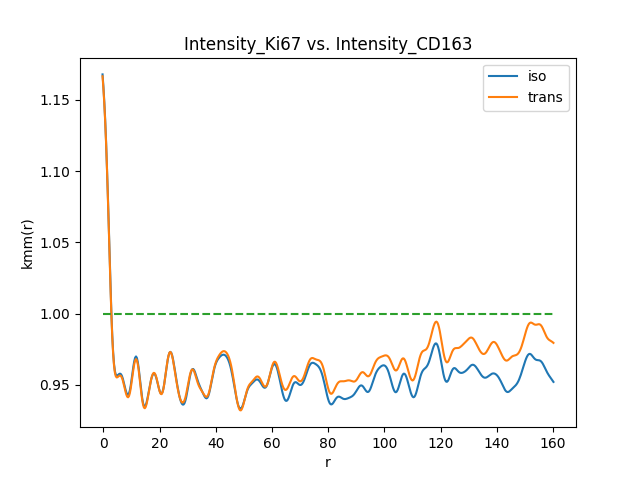 Intensity_Ki67 vs. Intensity_CD163
iso
trans
kmm(r)
1.15
1.10
1.05
1.00
0.95
0 20 40 60 80 100 120 140 160
r